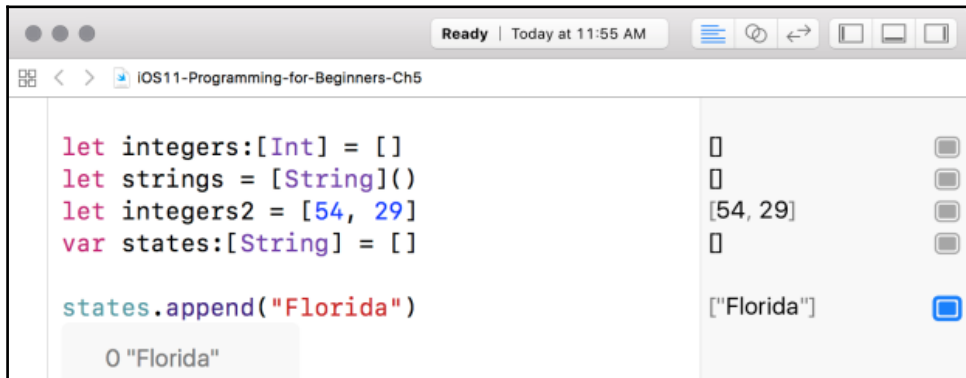 Ready | Today at 11:55 AM
iOS11-Programming-for-Beginners-Ch5
let integers:[Int] = [] []
let strings = [String]() []
let integers2 = [54, 29] [54, 29]
var states:[String] = [] []
states.append("Florida") ["Florida"]
0 "Florida"